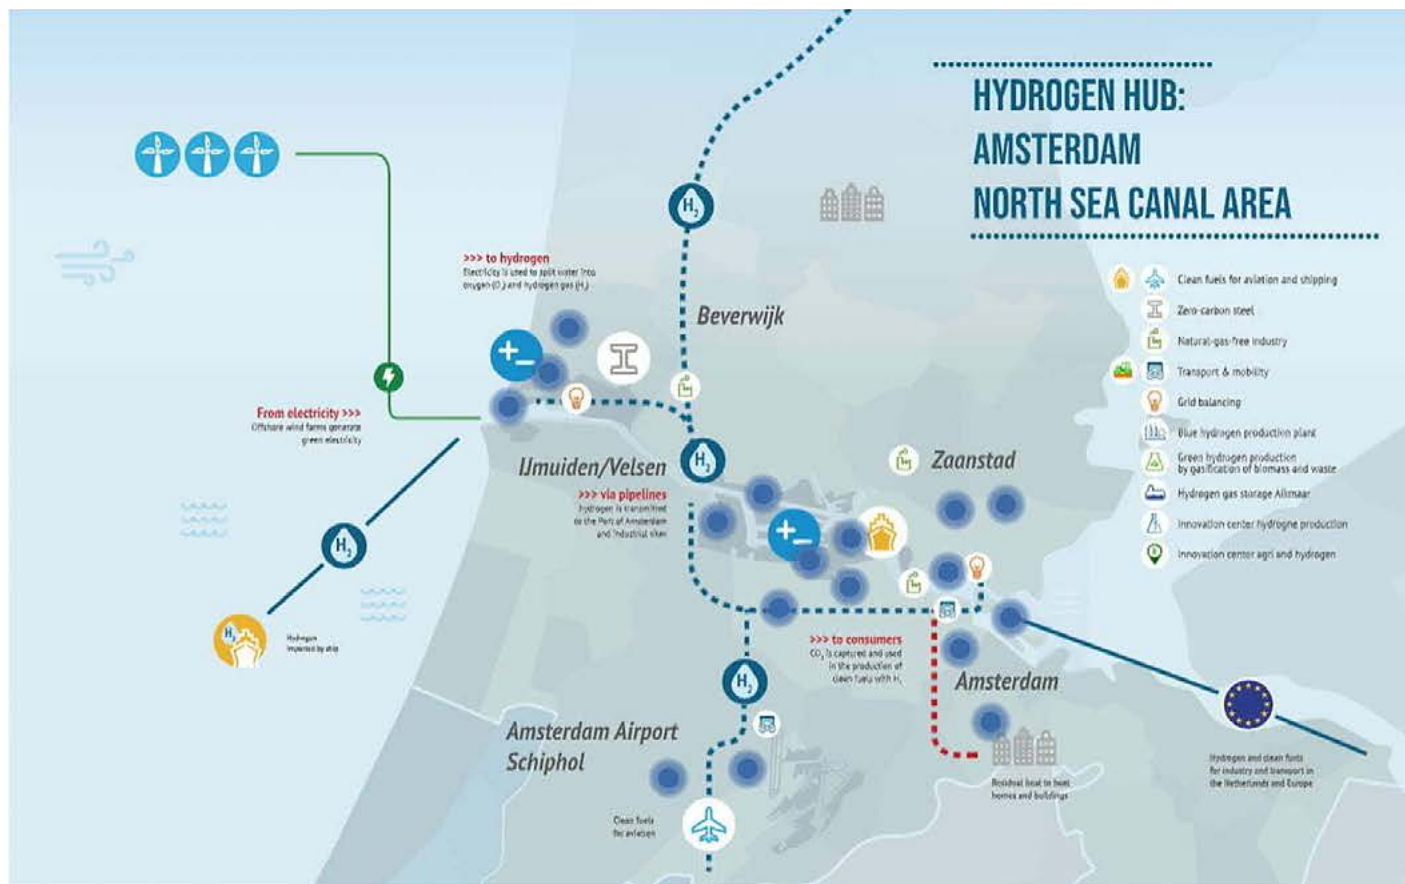 HYDROGEN HUB:
AMSTERDAM
NORTH SEA CANAL AREA
Clean fuels for aviation and shipping
Zero-carbon steel
Natural-gas-free industry
Transport & mobility
Grid balancing
Blue hydrogen production plant
Green hydrogen production
by gasification of biomass and waste
Hydrogen gas storage Alkmaar
Innovation center hydrogne production
Innovation center agri and hydrogen
H₂
>>> to hydrogen
Electricity is used to split water into
oxygen (O₂) and hydrogen gas (H₂)
Beverwijk
From electricity >>>
Offshore wind farms generate
green electricity
IJmuiden/Velsen
H₂
Zaanstad
>>> via pipelines
hydrogen is transmitted
to the Port of Amsterdam
and industrial sites
H₂
H₂
Hydrogen
imported by ship
>>> to consumers
CO₂ is captured and used
in the production of
clean fuels with H₂
H₂
Amsterdam
Amsterdam Airport
Schiphol
Residual heat to heat
homes and buildings
Hydrogen and clean fuels
for industry and transport in
the Netherlands and Europe
Clean fuels
for aviation